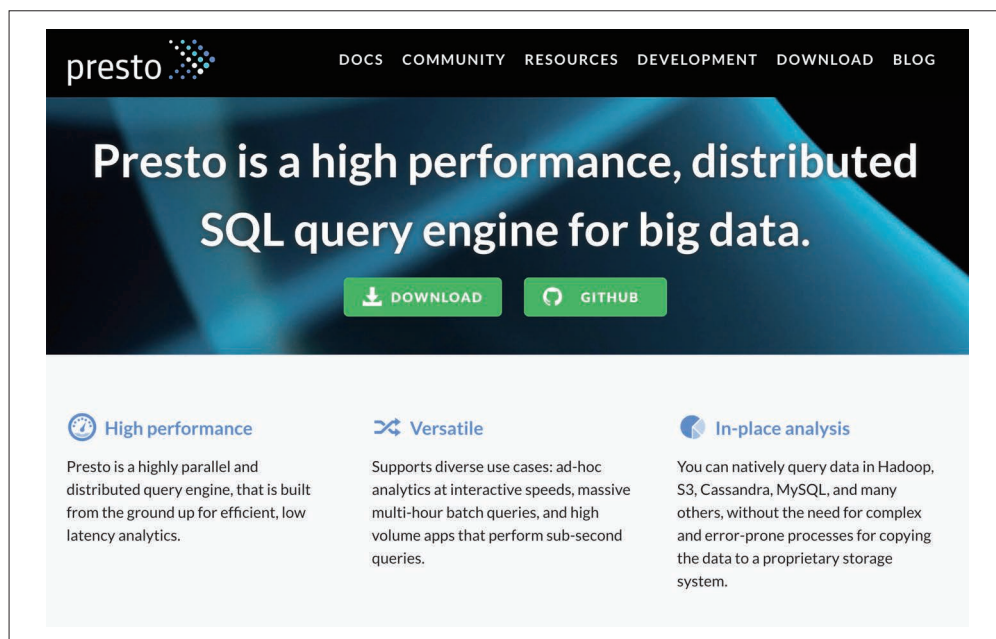 presto
DOCS COMMUNITY RESOURCES DEVELOPMENT DOWNLOAD BLOG
Presto is a high performance, distributed
SQL query engine for big data.
DOWNLOAD
GITHUB
High performance
Presto is a highly parallel and
distributed query engine, that is built
from the ground up for efficient, low
latency analytics.
Versatile
Supports diverse use cases: ad-hoc
analytics at interactive speeds, massive
multi-hour batch queries, and high
volume apps that perform sub-second
queries.
In-place analysis
You can natively query data in Hadoop,
S3, Cassandra, MySQL, and many
others, without the need for complex
and error-prone processes for copying
the data to a proprietary storage
system.